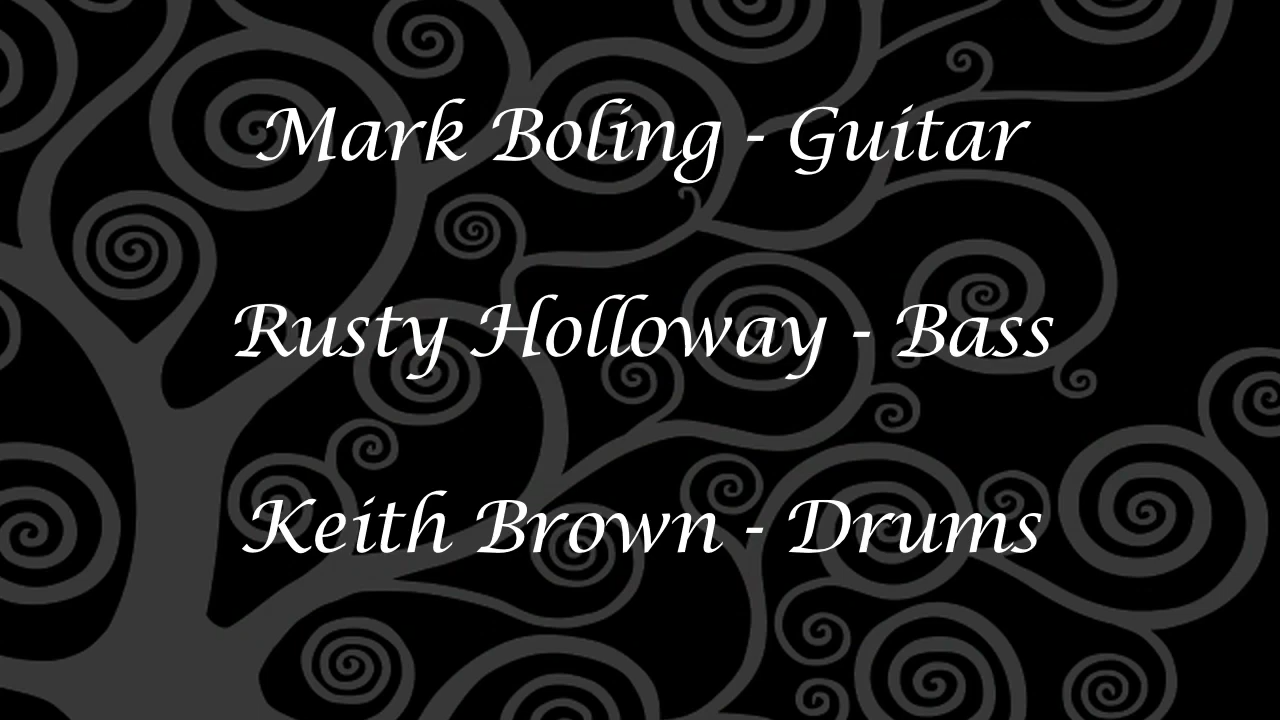 Mark Boling - Guitar
Rusty Holloway - Bass
Keith Brown - Drums